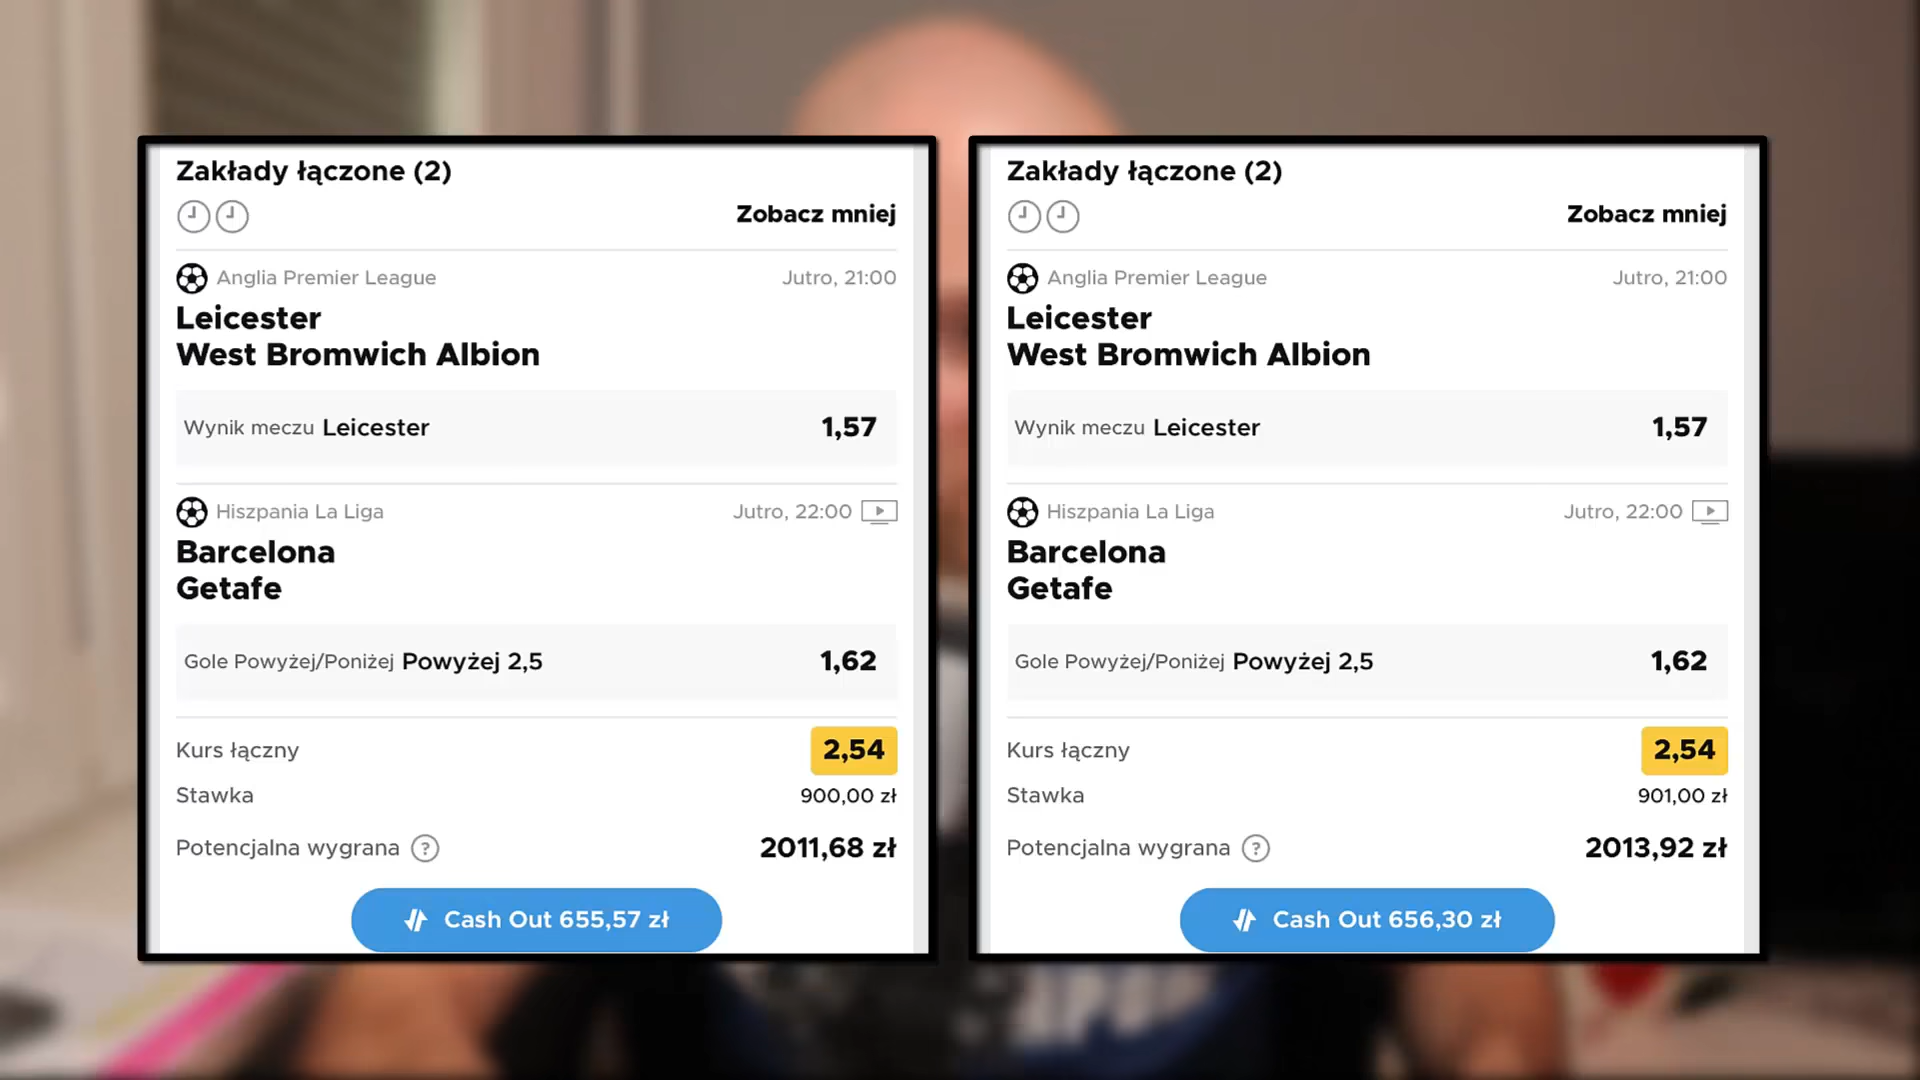 Zakłady łączone (2)
Zobacz mniej
Anglia Premier League Jutro, 21:00
Leicester
West Bromwich Albion
Wynik meczu Leicester 1,57
Hiszpania La Liga Jutro, 22:00
Barcelona
Getafe
Gole Powyżej/Poniżej Powyżej 2,5 1,62
Kurs łączny 2,54
Stawka 900,00 zł
Potencjalna wygrana ? 2011,68 zł
Cash Out 655,57 zł
Zakłady łączone (2)
Zobacz mniej
Anglia Premier League Jutro, 21:00
Leicester
West Bromwich Albion
Wynik meczu Leicester 1,57
Hiszpania La Liga Jutro, 22:00
Barcelona
Getafe
Gole Powyżej/Poniżej Powyżej 2,5 1,62
Kurs łączny 2,54
Stawka 901,00 zł
Potencjalna wygrana ? 2013,92 zł
Cash Out 656,30 zł